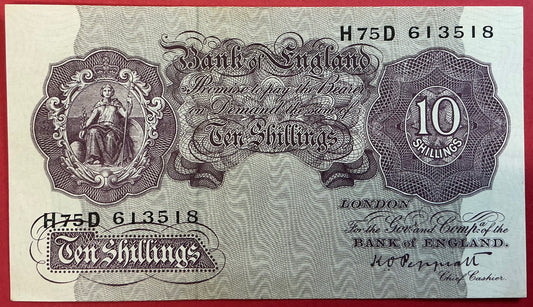 H75D 613518
Bank of England
Promise to pay the Bearer
on Demand the sum of
Ten Shillings
10
SHILLINGS
H75D 613518
Ten Shillings
LONDON
For the Govr. and Compa. of the
BANK OF ENGLAND.
K O Peppiatt
Chief Cashier.